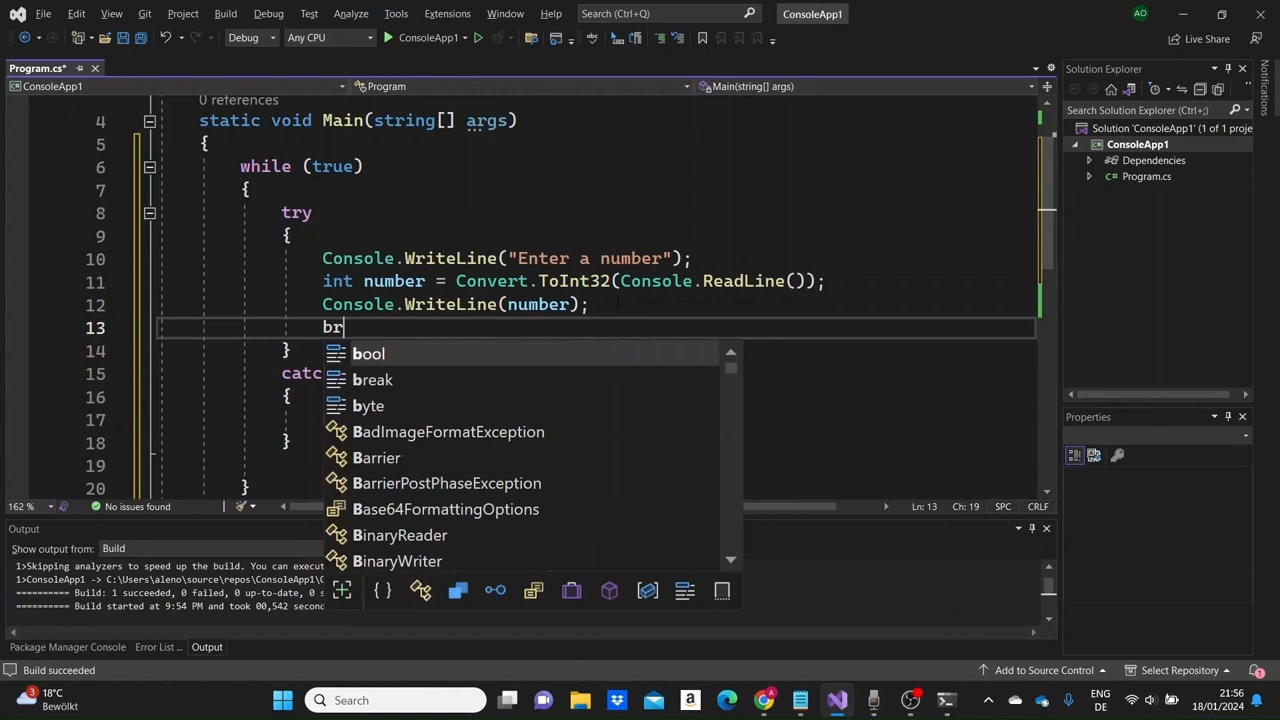 File Edit View Git Project Build Debug Test Analyze Tools Extensions Window Help Search (Ctrl+Q) ConsoleApp1 AO
Debug Any CPU ConsoleApp1 Live Share
Program.cs*
ConsoleApp1 Program Main(string[] args)
0 references
4 static void Main(string[] args)
5 {
6 while (true)
7 {
8 try
9 {
10 Console.WriteLine("Enter a number");
11 int number = Convert.ToInt32(Console.ReadLine());
12 Console.WriteLine(number);
13 br
14 }
15 catc
16 {
17
18 }
19
20 }
bool
break
byte
BadImageFormatException
Barrier
BarrierPostPhaseException
Base64FormattingOptions
BinaryReader
BinaryWriter
162 % No issues found Ln: 13 Ch: 19 SPC CRLF
Output
Show output from: Build
1>Skipping analyzers to speed up the build. You can execut
1>ConsoleApp1 -> C:\Users\aleno\source\repos\ConsoleApp1\C
========== Build: 1 succeeded, 0 failed, 0 up-to-date, 0 s
========== Build started at 9:54 PM and took 00,542 second
Package Manager Console Error List ... Output
Build succeeded Add to Source Control Select Repository 1
Solution Explorer
Search Solution Explorer (Ctrl+;)
Solution 'ConsoleApp1' (1 of 1 proje
ConsoleApp1
Dependencies
Program.cs
Properties
Notifications
3 18°C
Bewölkt
Search
ENG
DE
21:56
18/01/2024